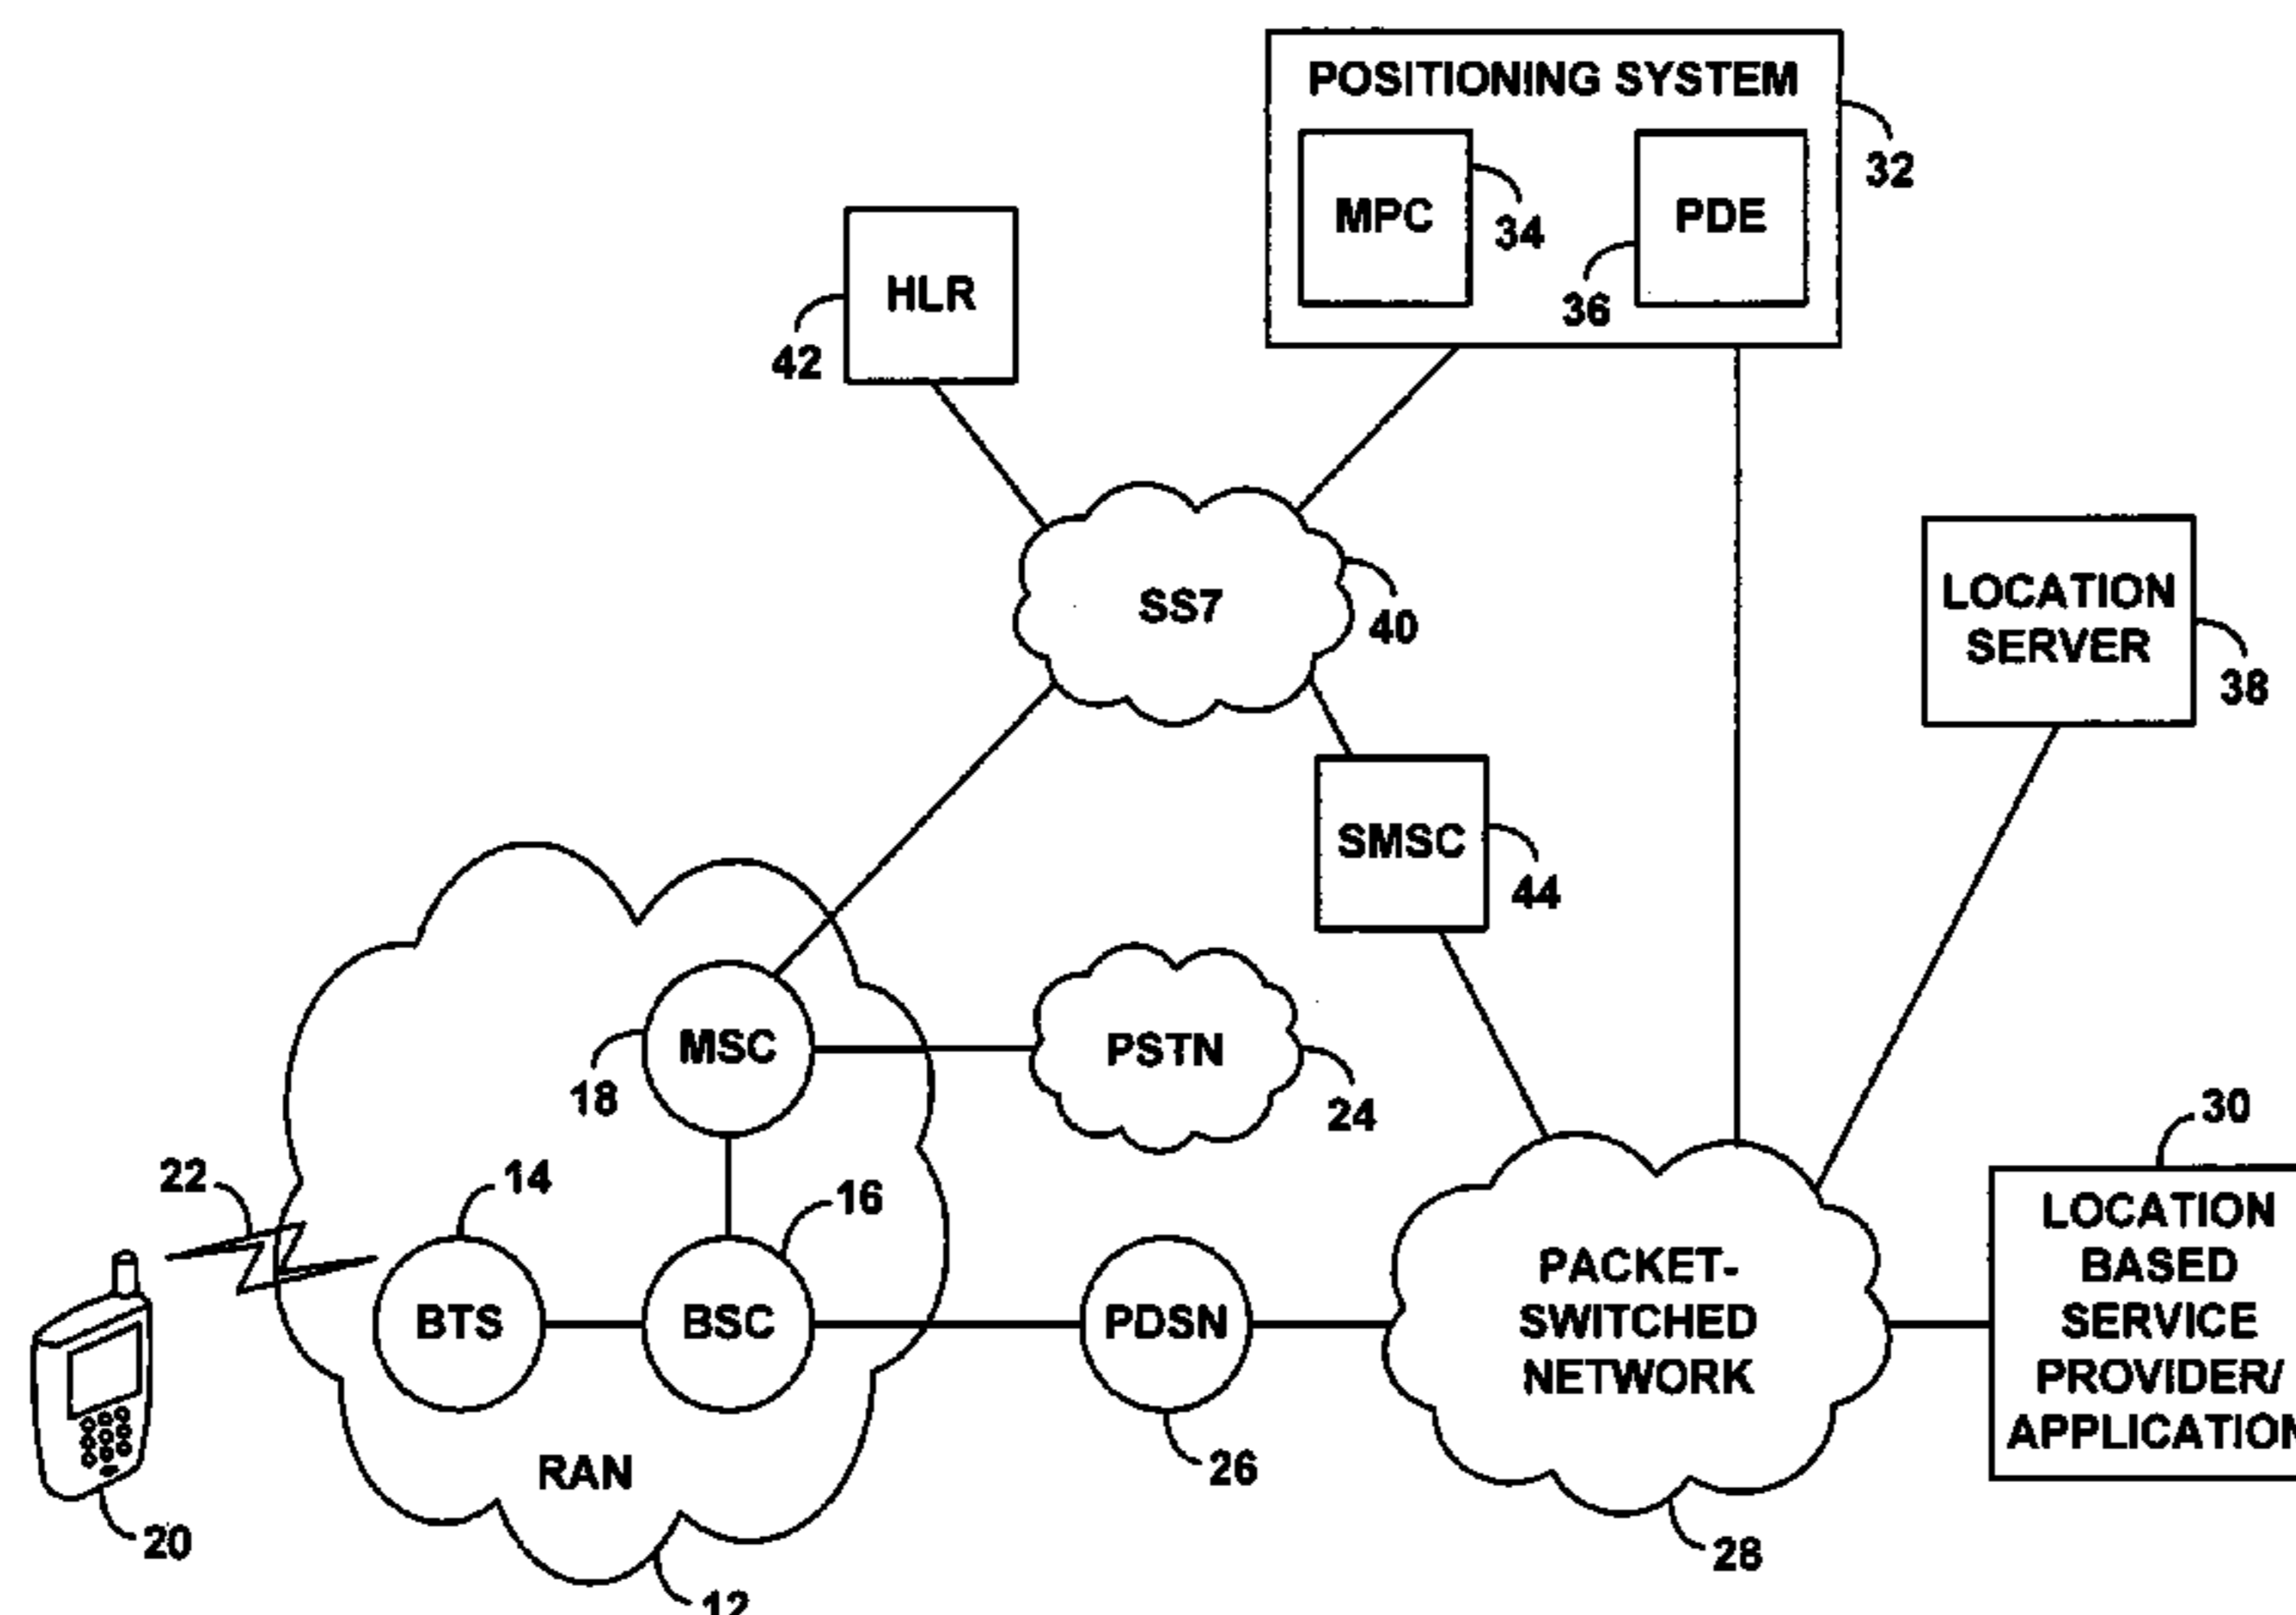 POSITIONING SYSTEM
32
MPC
34
PDE
36
HLR
42
SS7
40
LOCATION
SERVER
38
SMSC
44
MSC
18
PSTN
24
30
LOCATION
BASED
SERVICE
PROVIDER/
APPLICATION
22
14
16
BTS
BSC
PDSN
26
PACKET-
SWITCHED
NETWORK
28
RAN
20
12